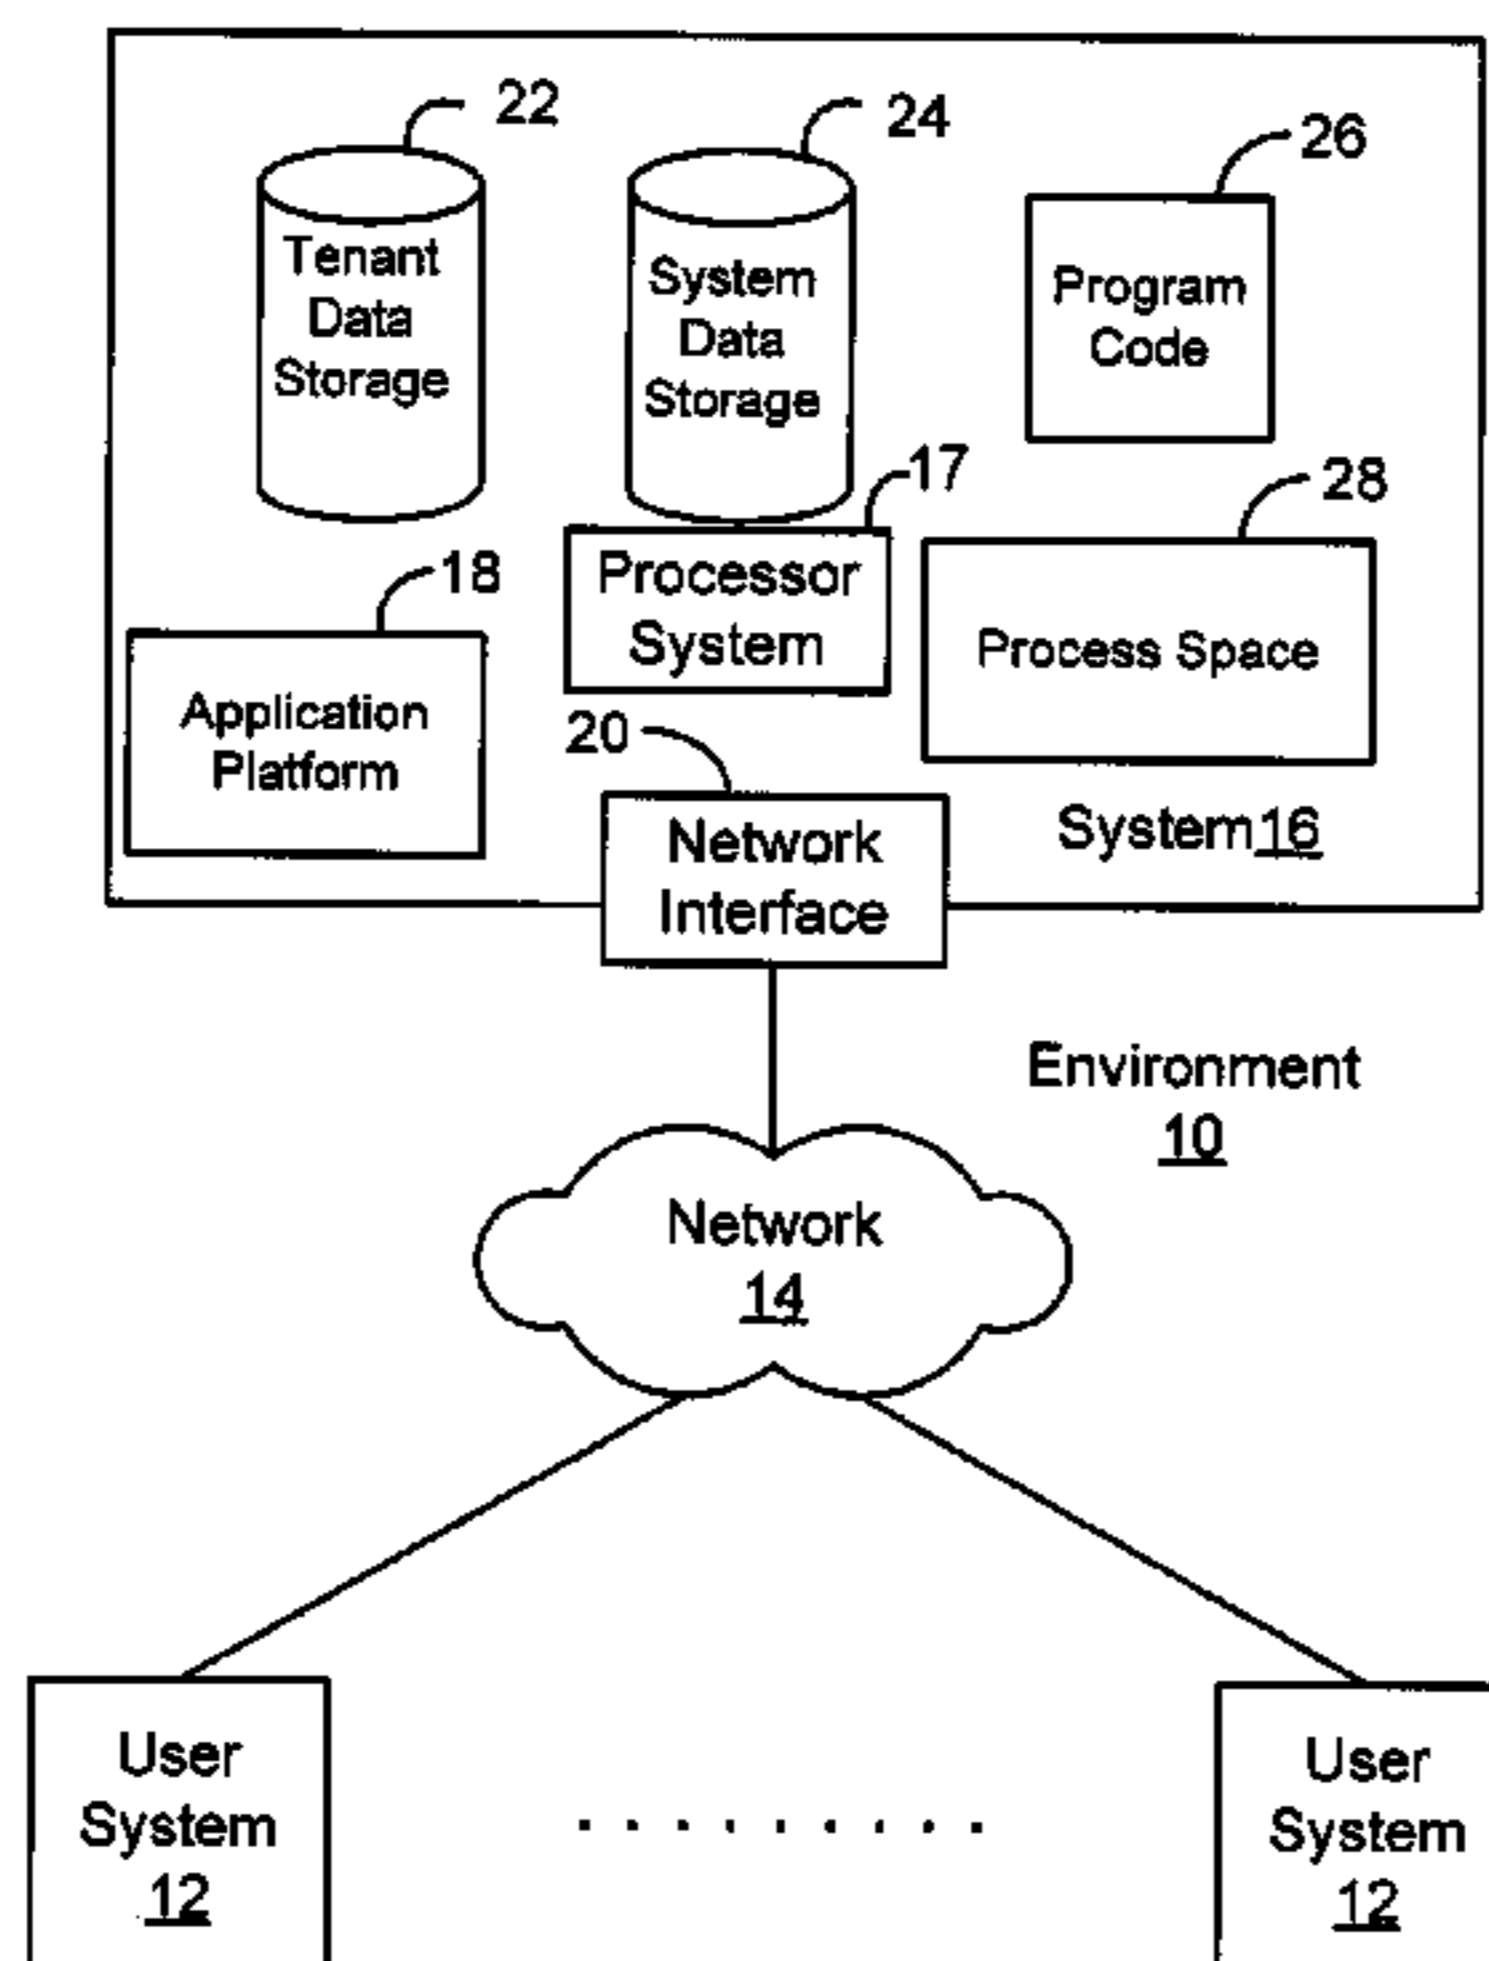 22
24
26
Tenant
Data
Storage
System
Data
Storage
Program
Code
17
28
18
Processor
System
Process Space
Application
Platform
20
Network
Interface
System 16
Environment
10
Network
14
User
System
12
.........
User
System
12